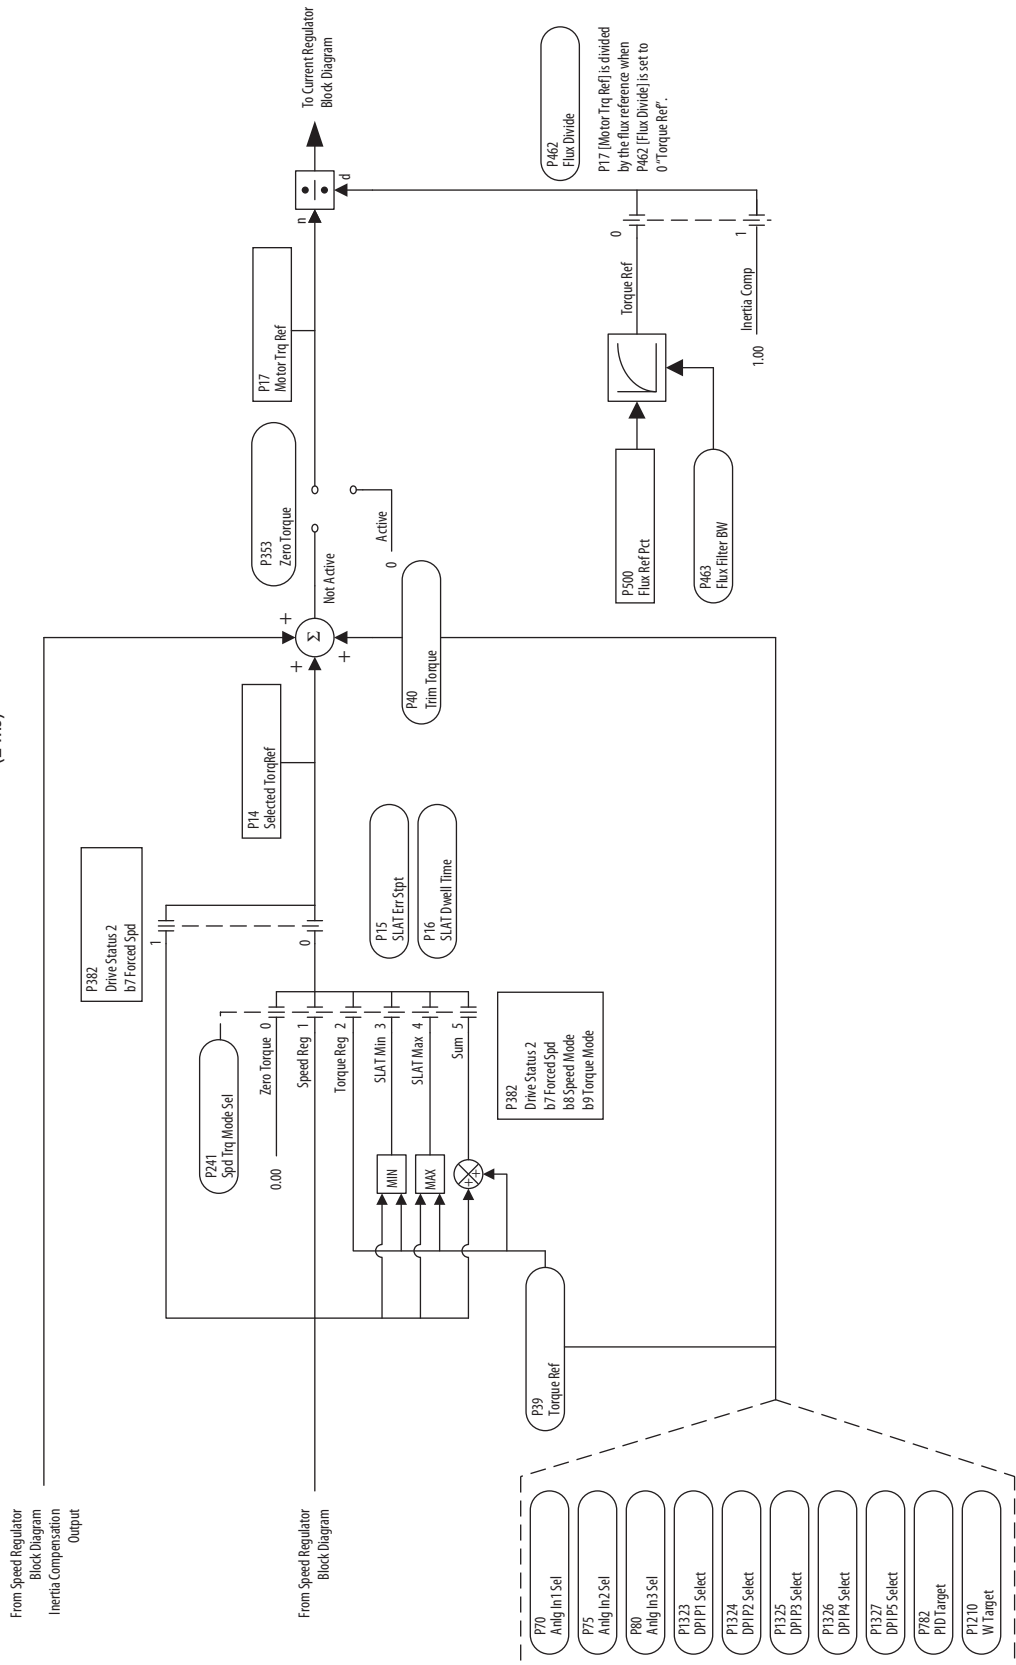 From Speed Regulator
Block Diagram
Inertia Compensation
Output
P382
Drive Status 2
b7 Forced Spd
1
0
P14
Selected TorqRef
+
+
+
Σ
P353
Zero Torque
Not Active
Active
0
P17
Motor Trq Ref
n
d
To Current Regulator
Block Diagram
From Speed Regulator
Block Diagram
P241
Spd Trq Mode Sel
0.00
Zero Torque 0
Speed Reg 1
Torque Reg 2
SLAT Min 3
SLAT Max 4
Sum 5
MIN
MAX
+
+
P15
SLAT Err Stpt
P16
SLAT Dwell Time
P382
Drive Status 2
b7 Forced Spd
b8 Speed Mode
b9 Torque Mode
P40
Trim Torque
P39
Torque Ref
P462
Flux Divide
P17 [Motor Trq Ref] is divided
by the flux reference when
P462 [Flux Divide] is set to
0 "Torque Ref".
Torque Ref
0
1
Inertia Comp
1.00
P500
Flux Ref Pct
P463
Flux Filter BW
P70
Anlg In1 Sel
P75
Anlg In2 Sel
P80
Anlg In3 Sel
P1323
DPI P1 Select
P1324
DPI P2 Select
P1325
DPI P3 Select
P1326
DPI P4 Select
P1327
DPI P5 Select
P782
PID Target
P1210
W Target